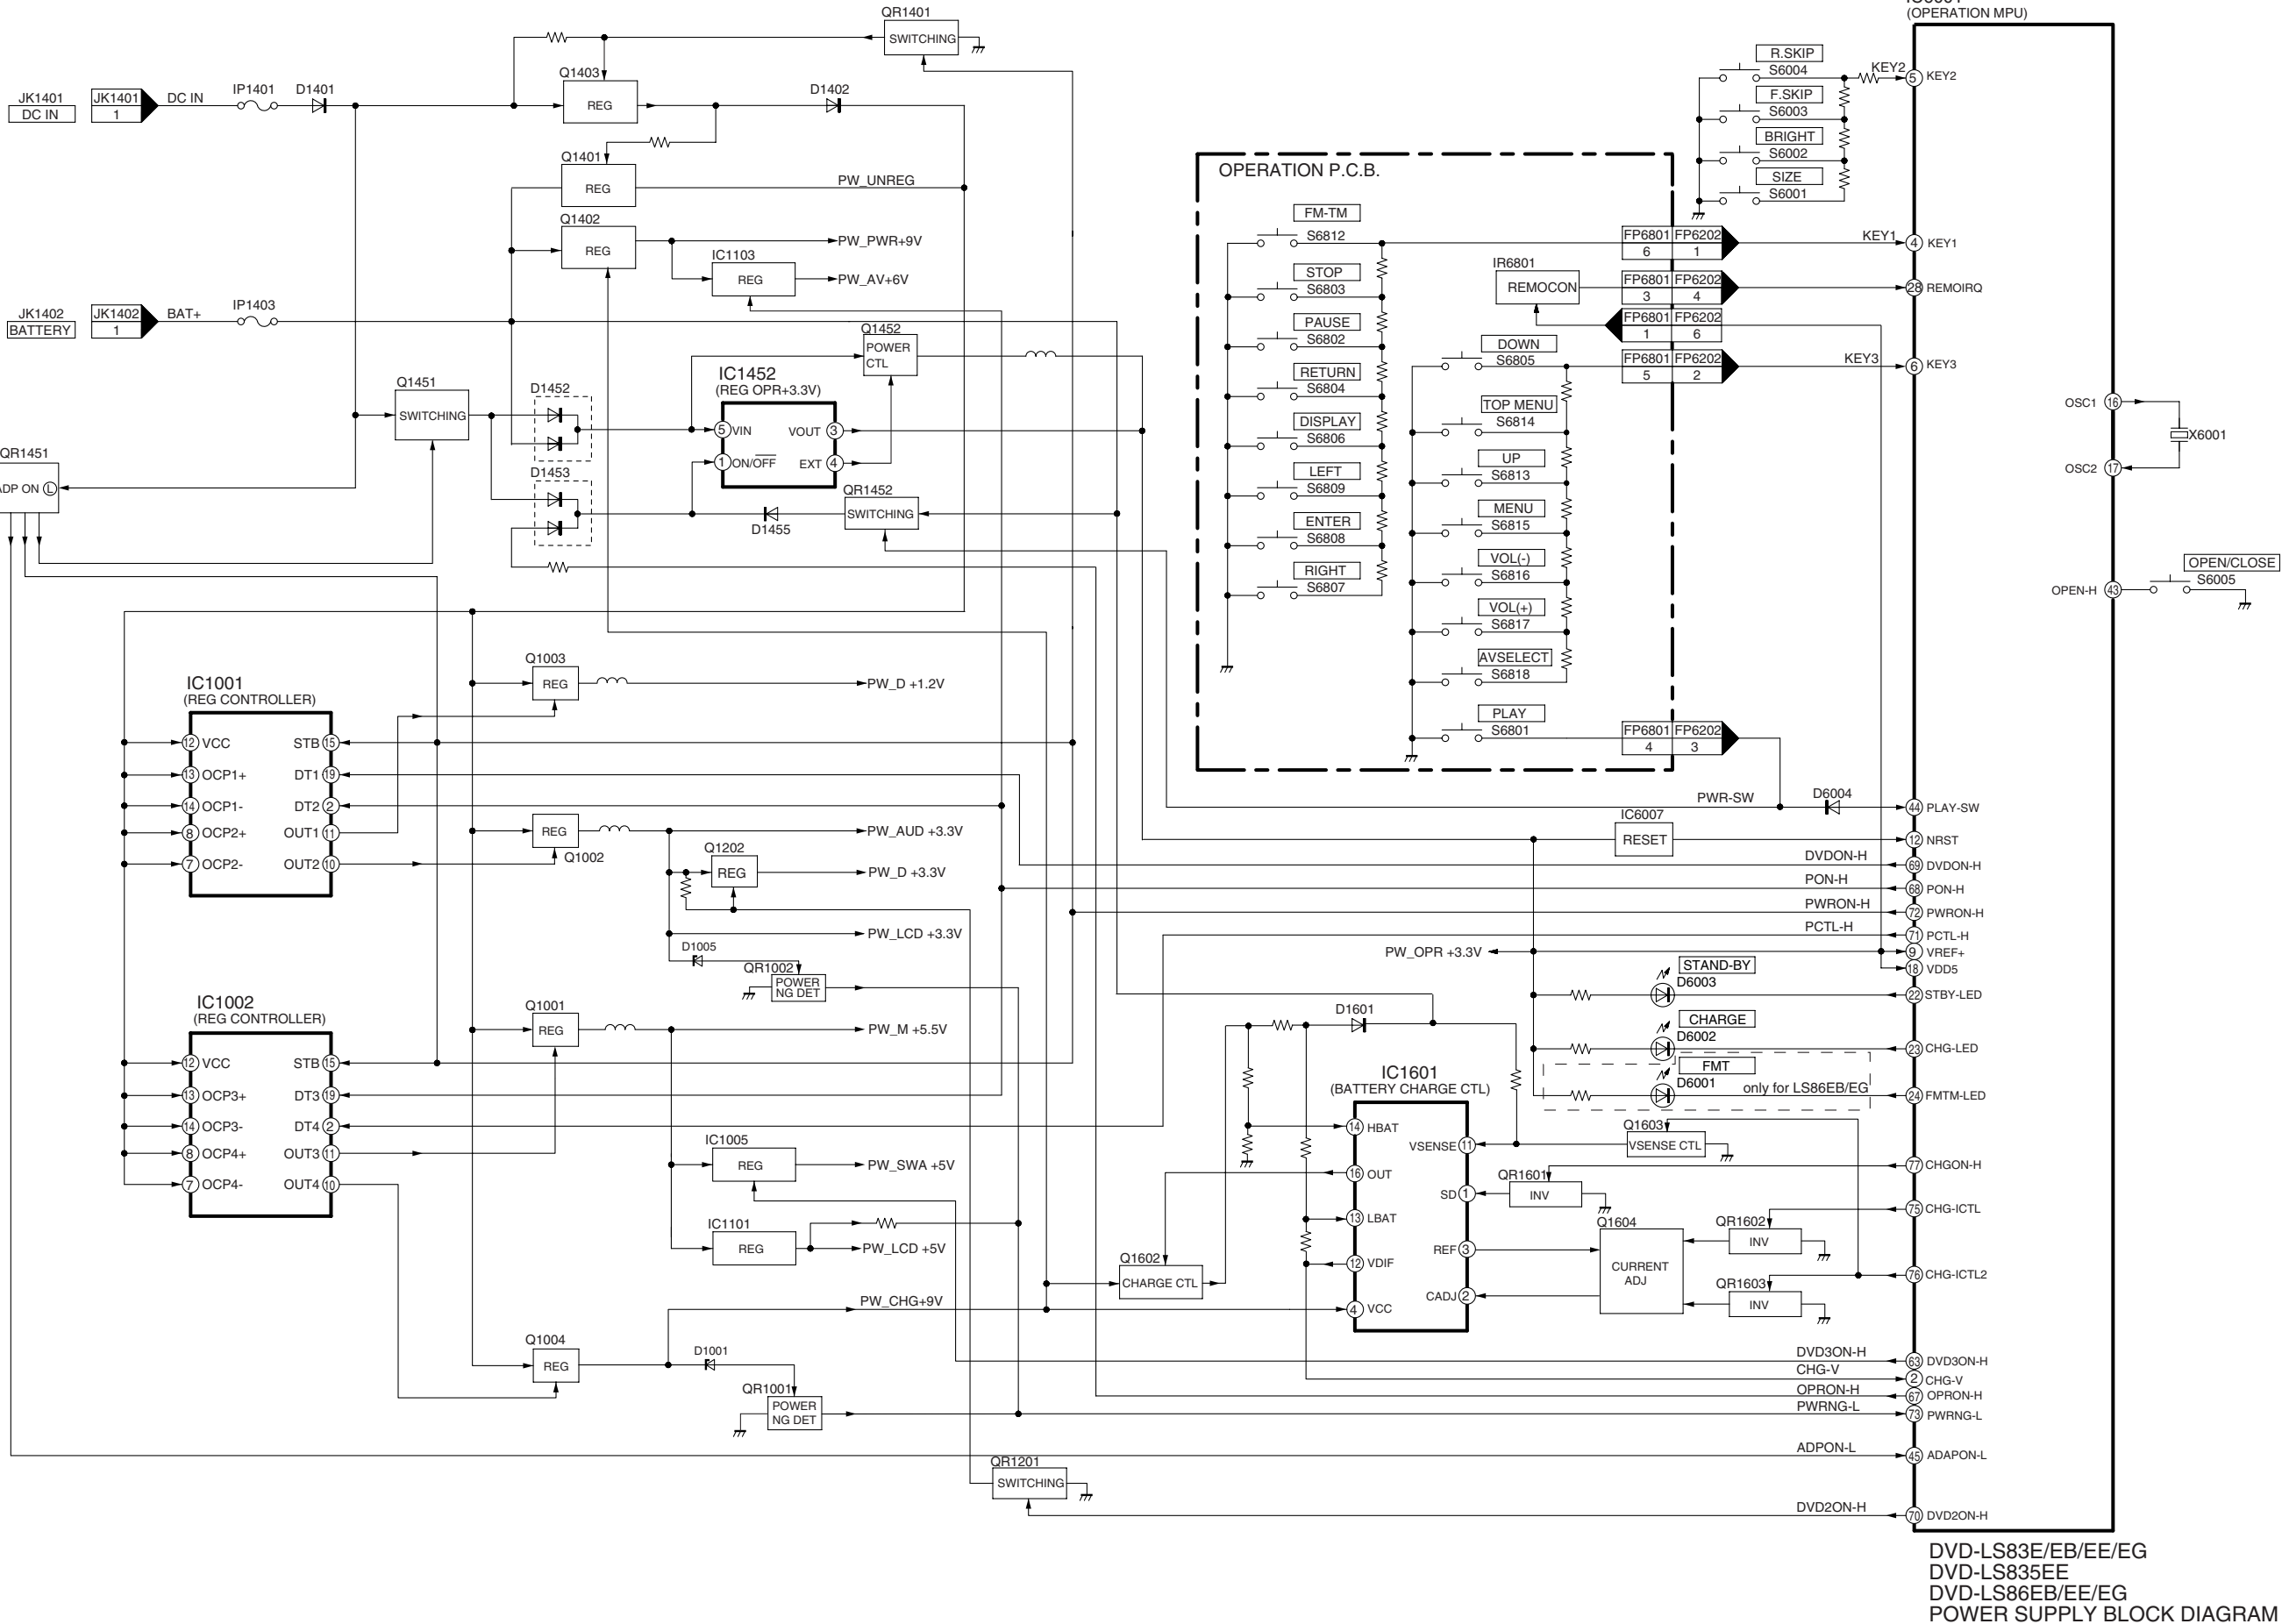 QR1401
SWITCHING
(OPERATION MPU)
Q1403
REG
D1402
JK1401
DC IN
JK1401
1
DC IN
IP1401
D1401
Q1401
REG
PW_UNREG
Q1402
REG
PW_PWR+9V
IC1103
REG
PW_AV+6V
JK1402
BATTERY
JK1402
1
BAT+
IP1403
Q1452
POWER
CTL
Q1451
SWITCHING
D1452
IC1452
(REG OPR+3.3V)
5 VIN
VOUT 3
1 ON/OFF
EXT 4
D1453
D1455
QR1452
SWITCHING
QR1451
ADP ON L
R.SKIP
S6004
KEY2
5 KEY2
F.SKIP
S6003
BRIGHT
S6002
SIZE
S6001
OPERATION P.C.B.
FM-TM
S6812
STOP
S6803
PAUSE
S6802
RETURN
S6804
DISPLAY
S6806
LEFT
S6809
ENTER
S6808
RIGHT
S6807
IR6801
REMOCON
DOWN
S6805
TOP MENU
S6814
UP
S6813
MENU
S6815
VOL(-)
S6816
VOL(+)
S6817
AVSELECT
S6818
PLAY
S6801
FP6801 FP6202
6 1
KEY1
4 KEY1
FP6801 FP6202
3 4
28 REMOIRQ
FP6801 FP6202
1 6
FP6801 FP6202
5 2
KEY3
6 KEY3
FP6801 FP6202
4 3
OSC1 16
X6001
OSC2 17
OPEN/CLOSE
S6005
OPEN-H 43
IC1001
(REG CONTROLLER)
12 VCC
STB 15
13 OCP1+
DT1 19
14 OCP1-
DT2 2
8 OCP2+
OUT1 11
7 OCP2-
OUT2 10
Q1003
REG
PW_D +1.2V
REG
Q1002
PW_AUD +3.3V
Q1202
REG
PW_D +3.3V
PW_LCD +3.3V
D1005
QR1002
POWER
NG DET
IC1002
(REG CONTROLLER)
12 VCC
STB 15
13 OCP3+
DT3 19
14 OCP3-
DT4 2
8 OCP4+
OUT3 11
7 OCP4-
OUT4 10
Q1001
REG
PW_M +5.5V
IC1005
REG
PW_SWA +5V
IC1101
REG
PW_LCD +5V
PW_CHG+9V
Q1004
REG
D1001
QR1001
POWER
NG DET
QR1201
SWITCHING
PWR-SW
D6004
44 PLAY-SW
IC6007
RESET
12 NRST
DVDON-H
69 DVDON-H
PON-H
68 PON-H
PWRON-H
72 PWRON-H
PCTL-H
71 PCTL-H
PW_OPR +3.3V
9 VREF+
18 VDD5
STAND-BY
D6003
22 STBY-LED
CHARGE
D6002
23 CHG-LED
FMT
D6001
only for LS86EB/EG
24 FMTM-LED
D1601
IC1601
(BATTERY CHARGE CTL)
14 HBAT
VSENSE 11
16 OUT
SD 1
13 LBAT
REF 3
12 VDIF
CADJ 2
4 VCC
Q1602
CHARGE CTL
Q1603
VSENSE CTL
QR1601
INV
77 CHGON-H
Q1604
CURRENT
ADJ
QR1602
INV
75 CHG-ICTL
QR1603
INV
76 CHG-ICTL2
DVD3ON-H
63 DVD3ON-H
CHG-V
2 CHG-V
OPRON-H
67 OPRON-H
PWRNG-L
73 PWRNG-L
ADPON-L
45 ADAPON-L
DVD2ON-H
70 DVD2ON-H
DVD-LS83E/EB/EE/EG
DVD-LS835EE
DVD-LS86EB/EE/EG
POWER SUPPLY BLOCK DIAGRAM